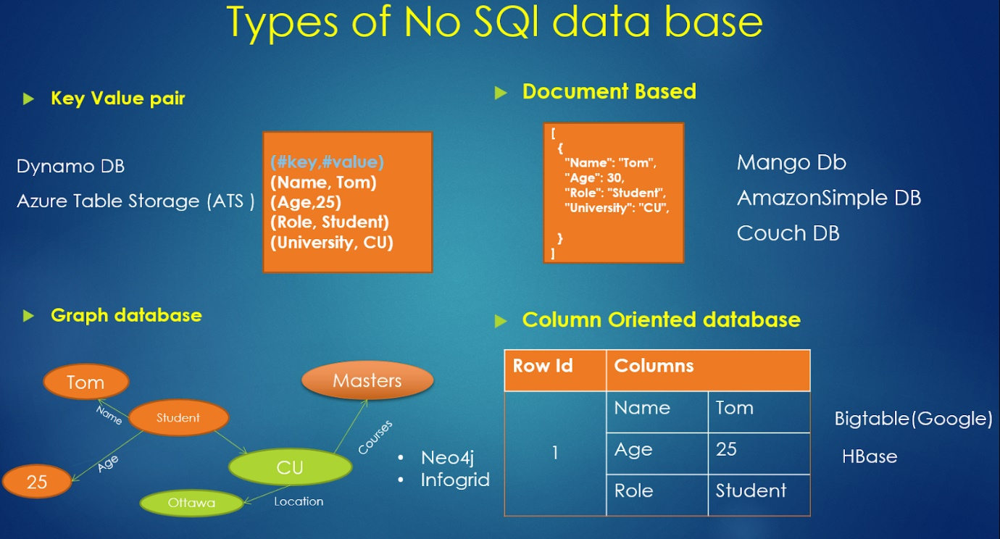 Types of No SQl data base
Key Value pair
Dynamo DB
Azure Table Storage (ATS )
(#key,#value)
(Name, Tom)
(Age,25)
(Role, Student)
(University, CU)
Document Based
[
{
"Name": "Tom",
"Age": 30,
"Role": "Student",
"University": "CU",
}
]
Mango Db
AmazonSimple DB
Couch DB
Graph database
Tom
Name
Student
Age
25
Masters
Courses
CU
Location
Ottawa
• Neo4j
• Infogrid
Column Oriented database
Row Id Columns
1
Name Tom
Age 25
Role Student
Bigtable(Google)
HBase